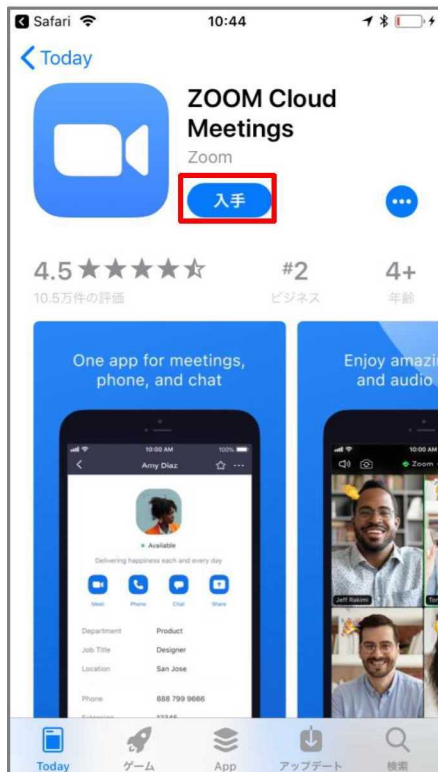 Safari
10:44
Today
ZOOM Cloud
Meetings
Zoom
入手
4.5
#2
4+
10.5万件の評価
ビジネス
年齢
One app for meetings,
phone, and chat
Enjoy amazi
and audio
10:00 AM
100%
Amy Diaz
Available
Delivering happiness each and every day
Meet
Phone
Chat
Share
Department
Product
Job Title
Designer
Location
San Jose
Phone
888 799 9666
10:00 AM
Zoom
Jeff Rakimi
Today
ゲーム
App
アップデート
検索